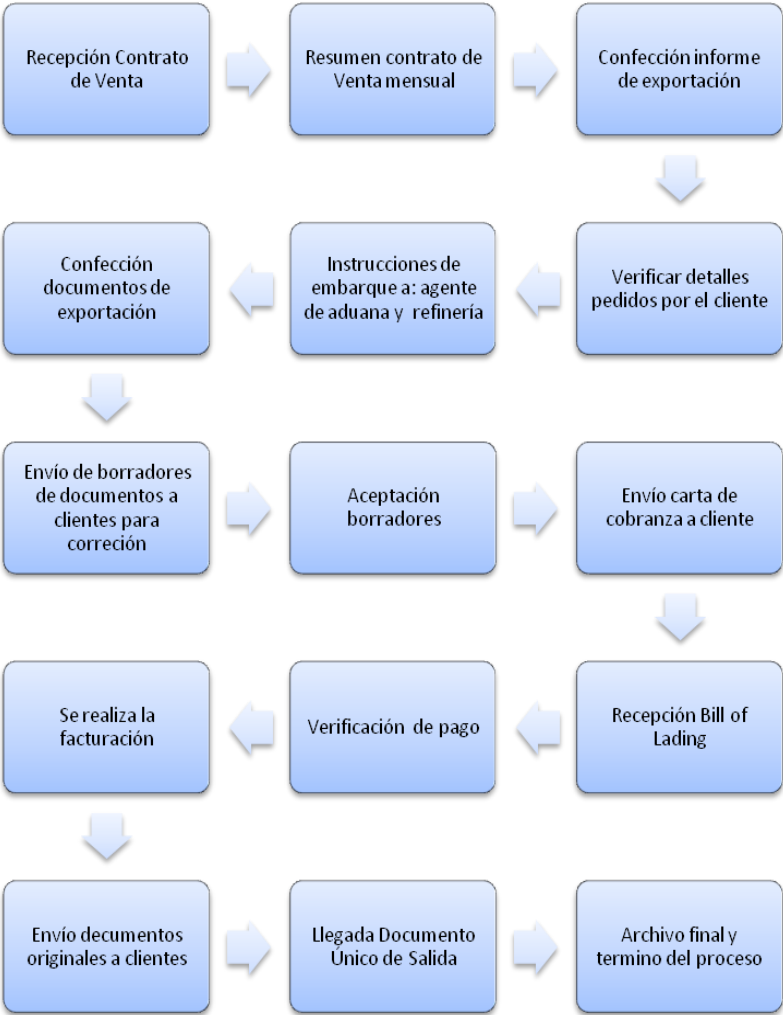 Recepción Contrato
de Venta
Resumen contrato de
Venta mensual
Confección informe
de exportación
Verificar detalles
pedidos por el cliente
Instrucciones de
embarque a: agente
de aduana y refinería
Confección
documentos de
exportación
Envío de borradores
de documentos a
clientes para
correción
Aceptación
borradores
Envío carta de
cobranza a cliente
Recepción Bill of
Lading
Verificación de pago
Se realiza la
facturación
Envío decumentos
originales a clientes
Llegada Documento
Único de Salida
Archivo final y
termino del proceso